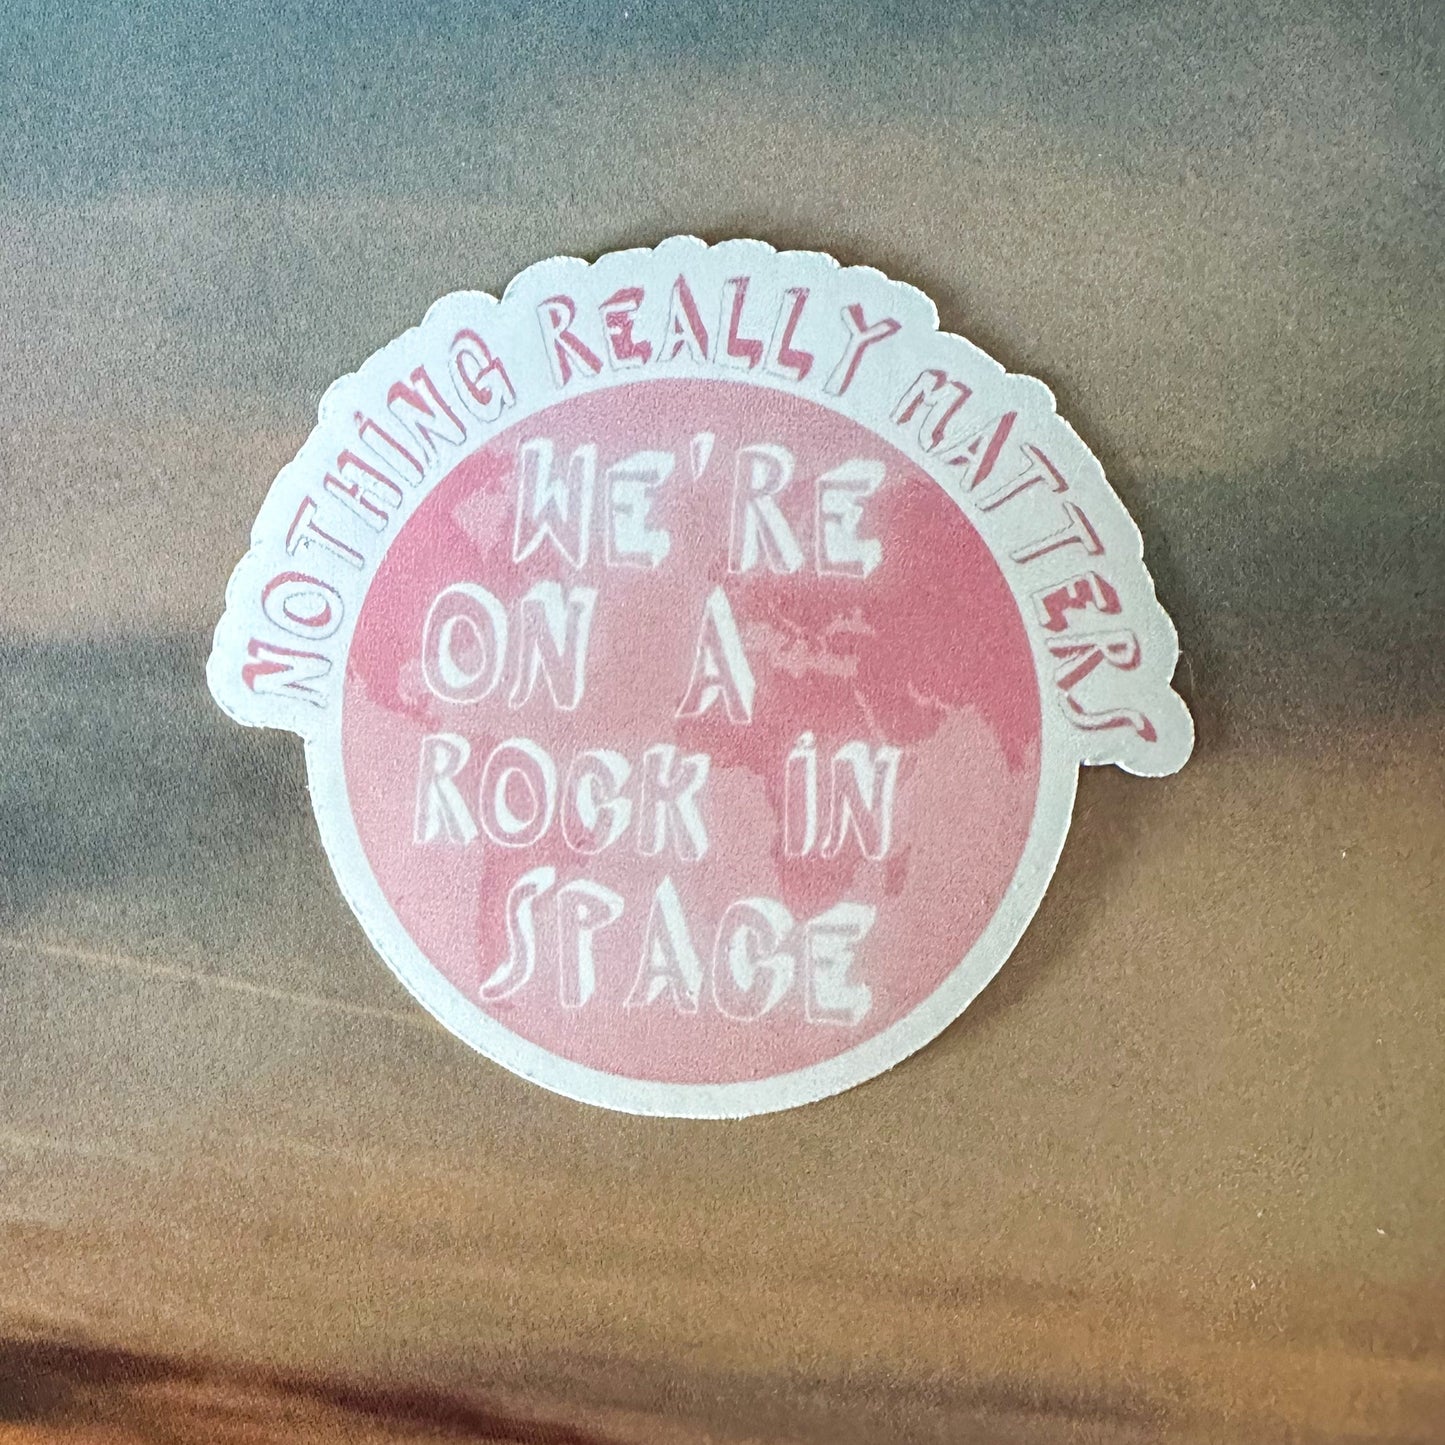 NOTHING REALLY MATTERS
WE'RE
ON A
ROCK IN
SPACE